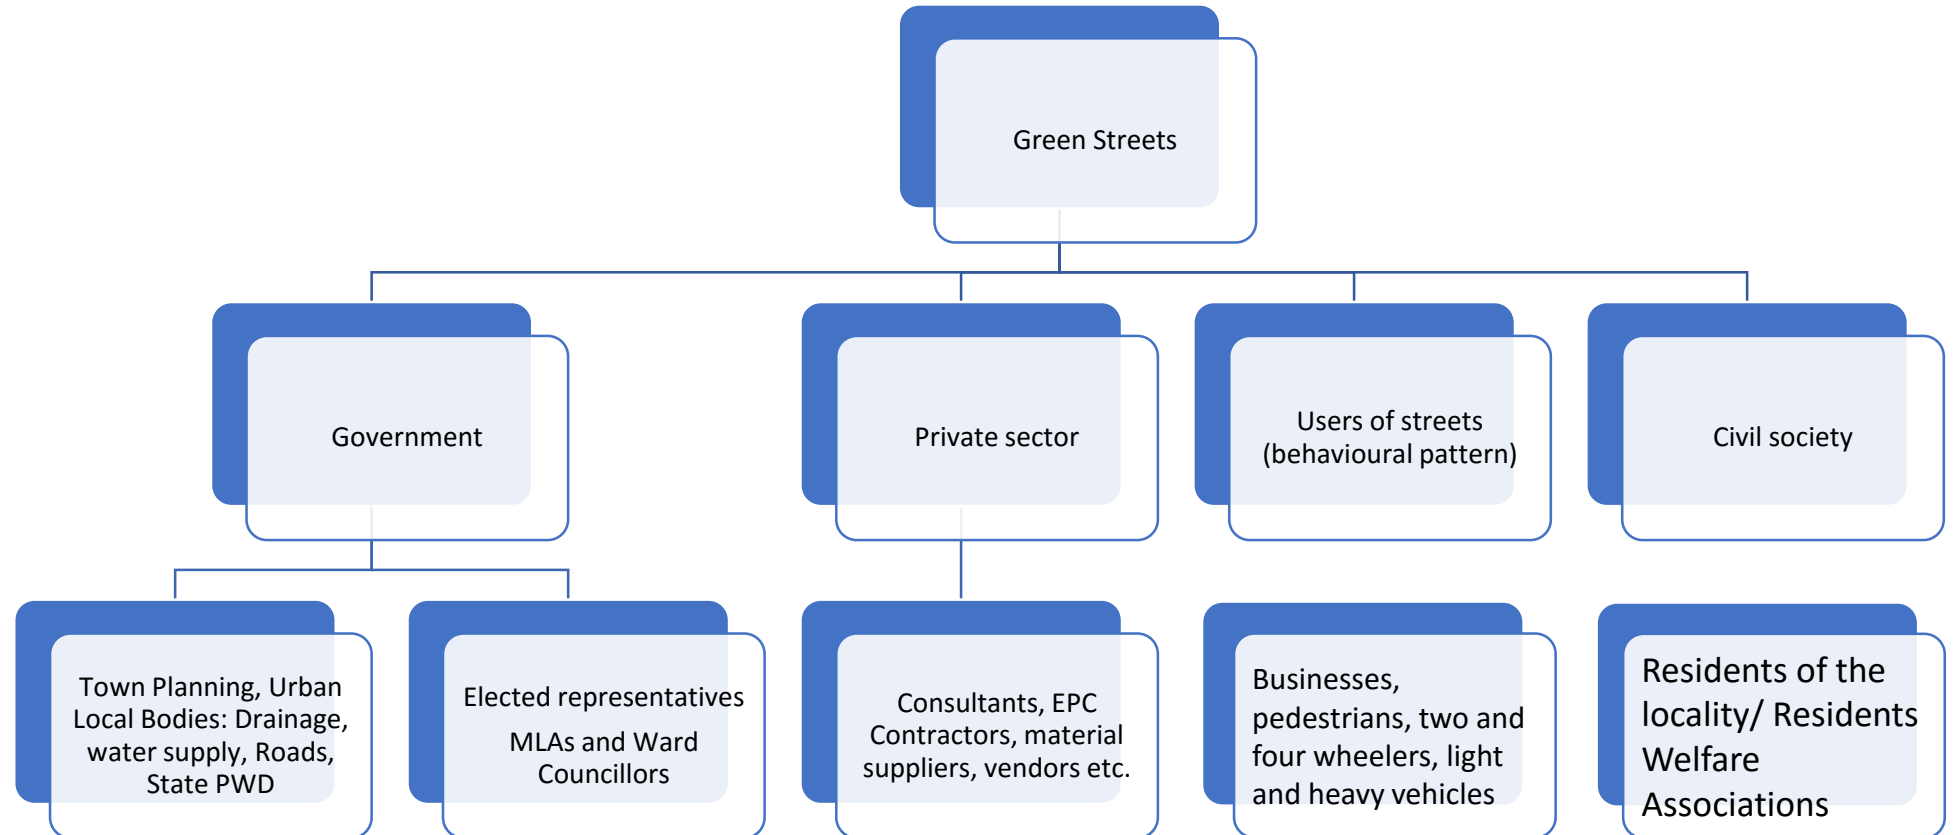 Green Streets
Government
Private sector
Users of streets
(behavioural pattern)
Civil society
Town Planning, Urban
Local Bodies: Drainage,
water supply, Roads,
State PWD
Elected representatives
MLAs and Ward
Councillors
Consultants, EPC
Contractors, material
suppliers, vendors etc.
Businesses,
pedestrians, two and
four wheelers, light
and heavy vehicles
Residents of the
locality/ Residents
Welfare
Associations